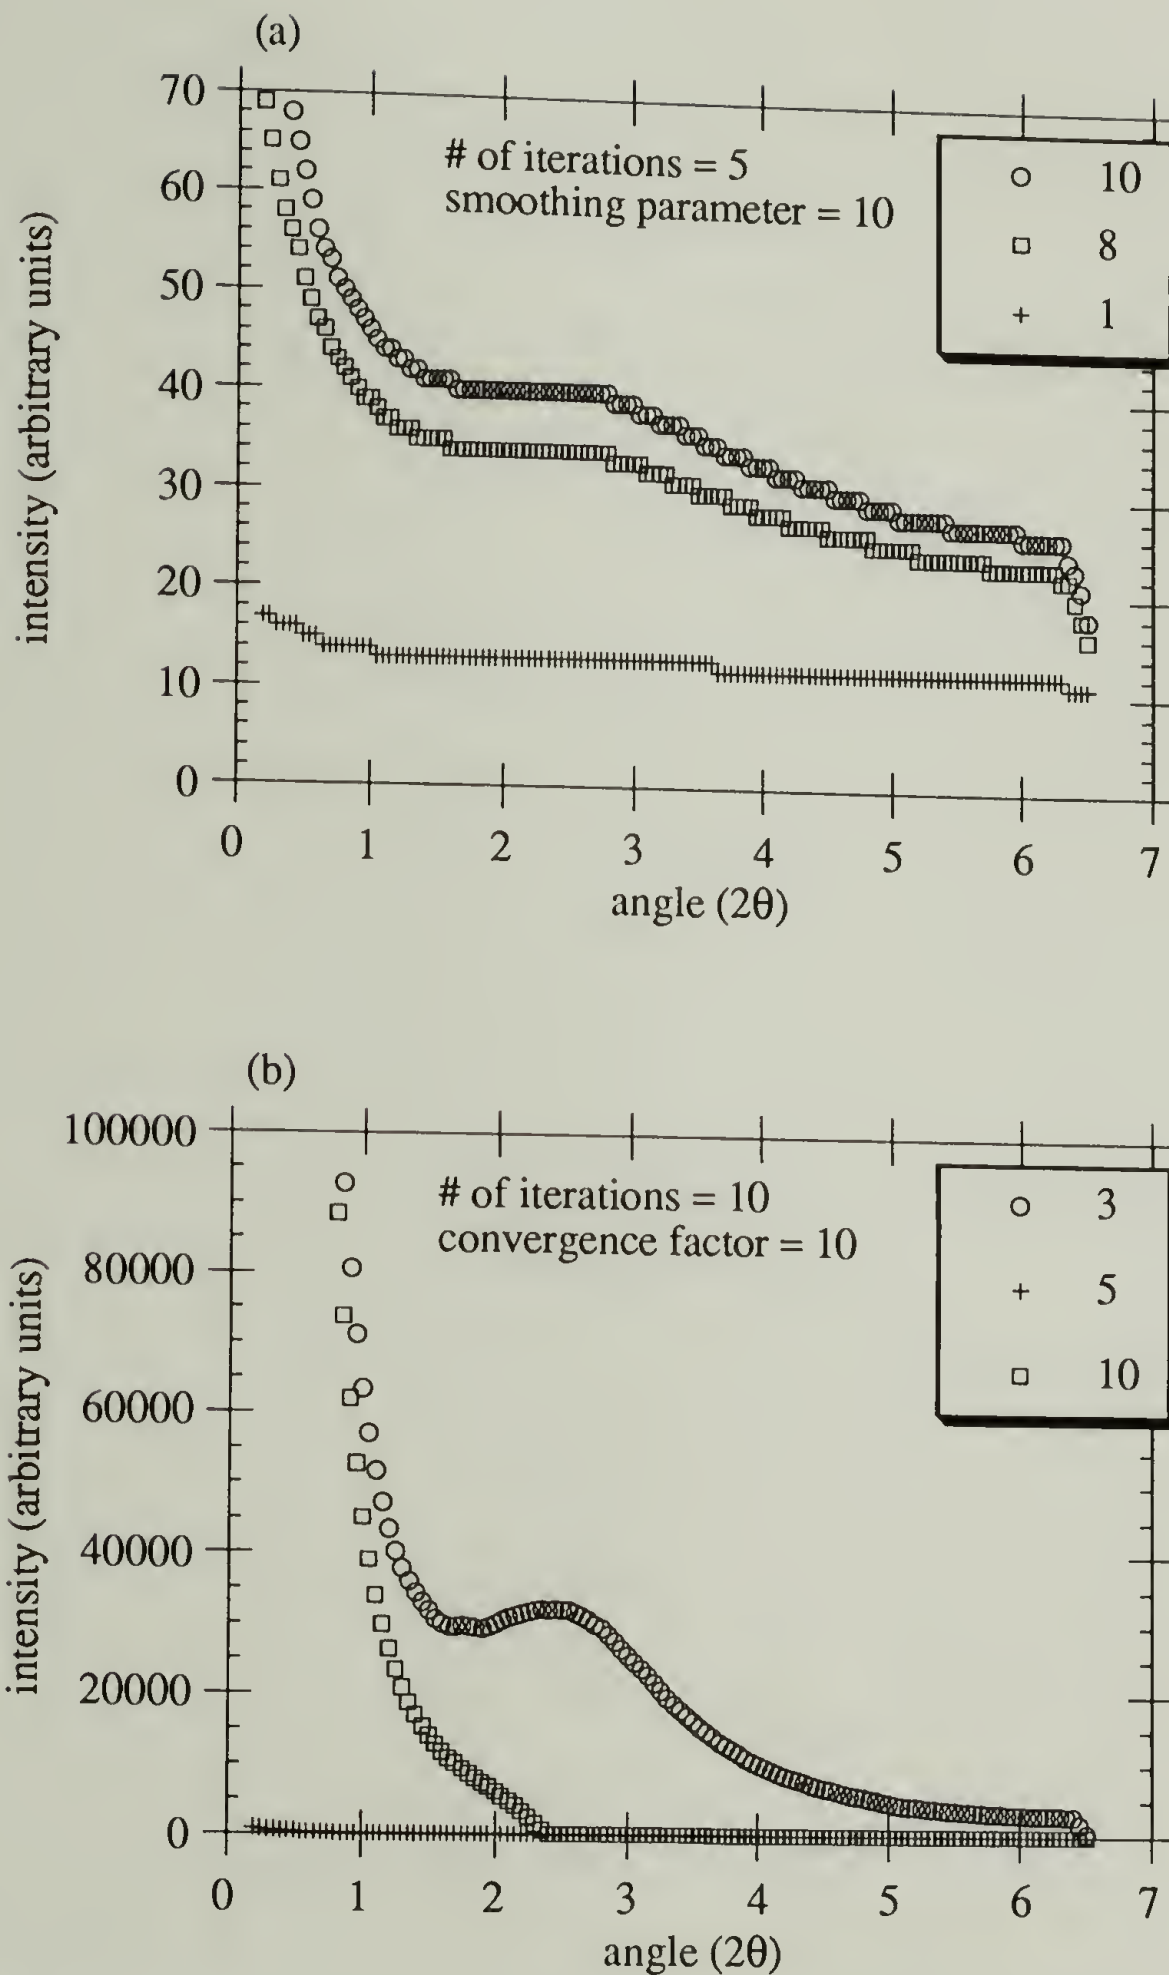 (a)
70
60
50
40
30
20
10
0
intensity (arbitrary units)
# of iterations = 5
smoothing parameter = 10
○ 10
□ 8
+ 1
0 1 2 3 4 5 6 7
angle (2θ)
(b)
100000
80000
60000
40000
20000
0
intensity (arbitrary units)
# of iterations = 10
convergence factor = 10
○ 3
+ 5
□ 10
0 1 2 3 4 5 6 7
angle (2θ)